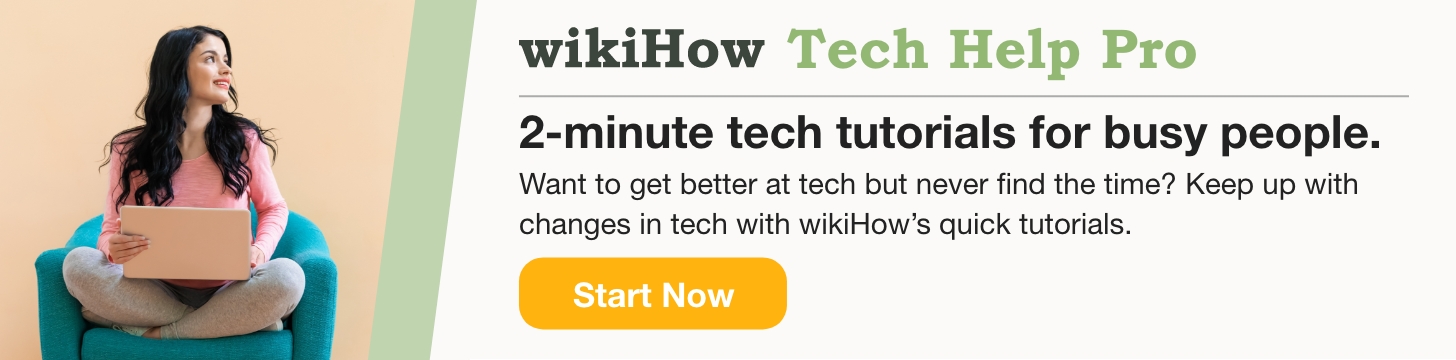 wikiHow Tech Help Pro
2-minute tech tutorials for busy people.
Want to get better at tech but never find the time? Keep up with
changes in tech with wikiHow’s quick tutorials.
Start Now